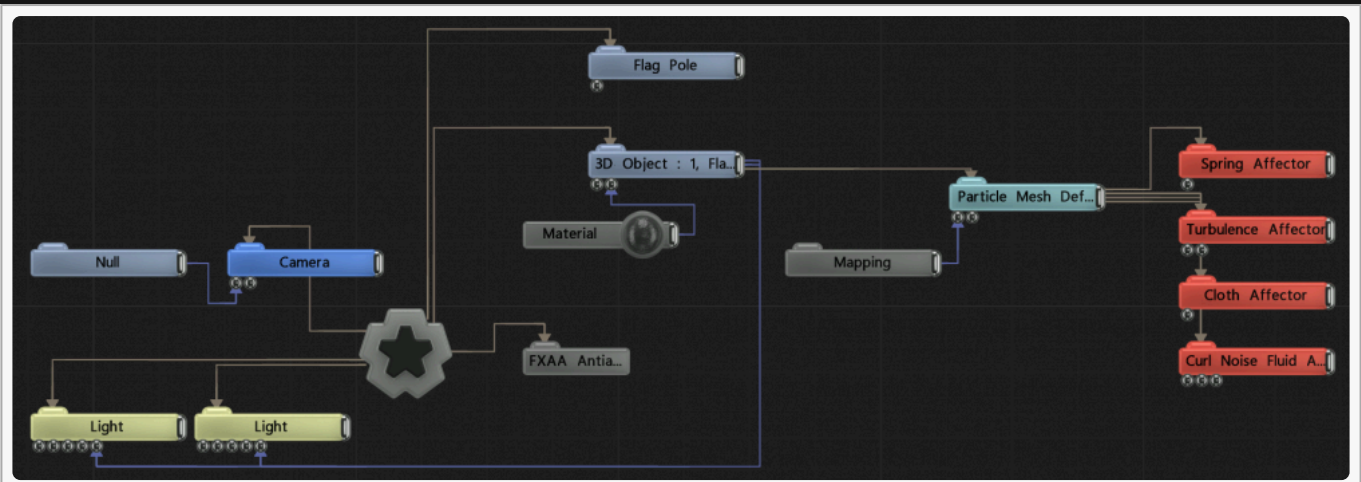 Flag Pole
3D Object : 1, Fla...
Spring Affector
Particle Mesh Def...
Turbulence Affector
Material
Null
Camera
Mapping
Cloth Affector
FXAA Antia...
Curl Noise Fluid A...
Light
Light